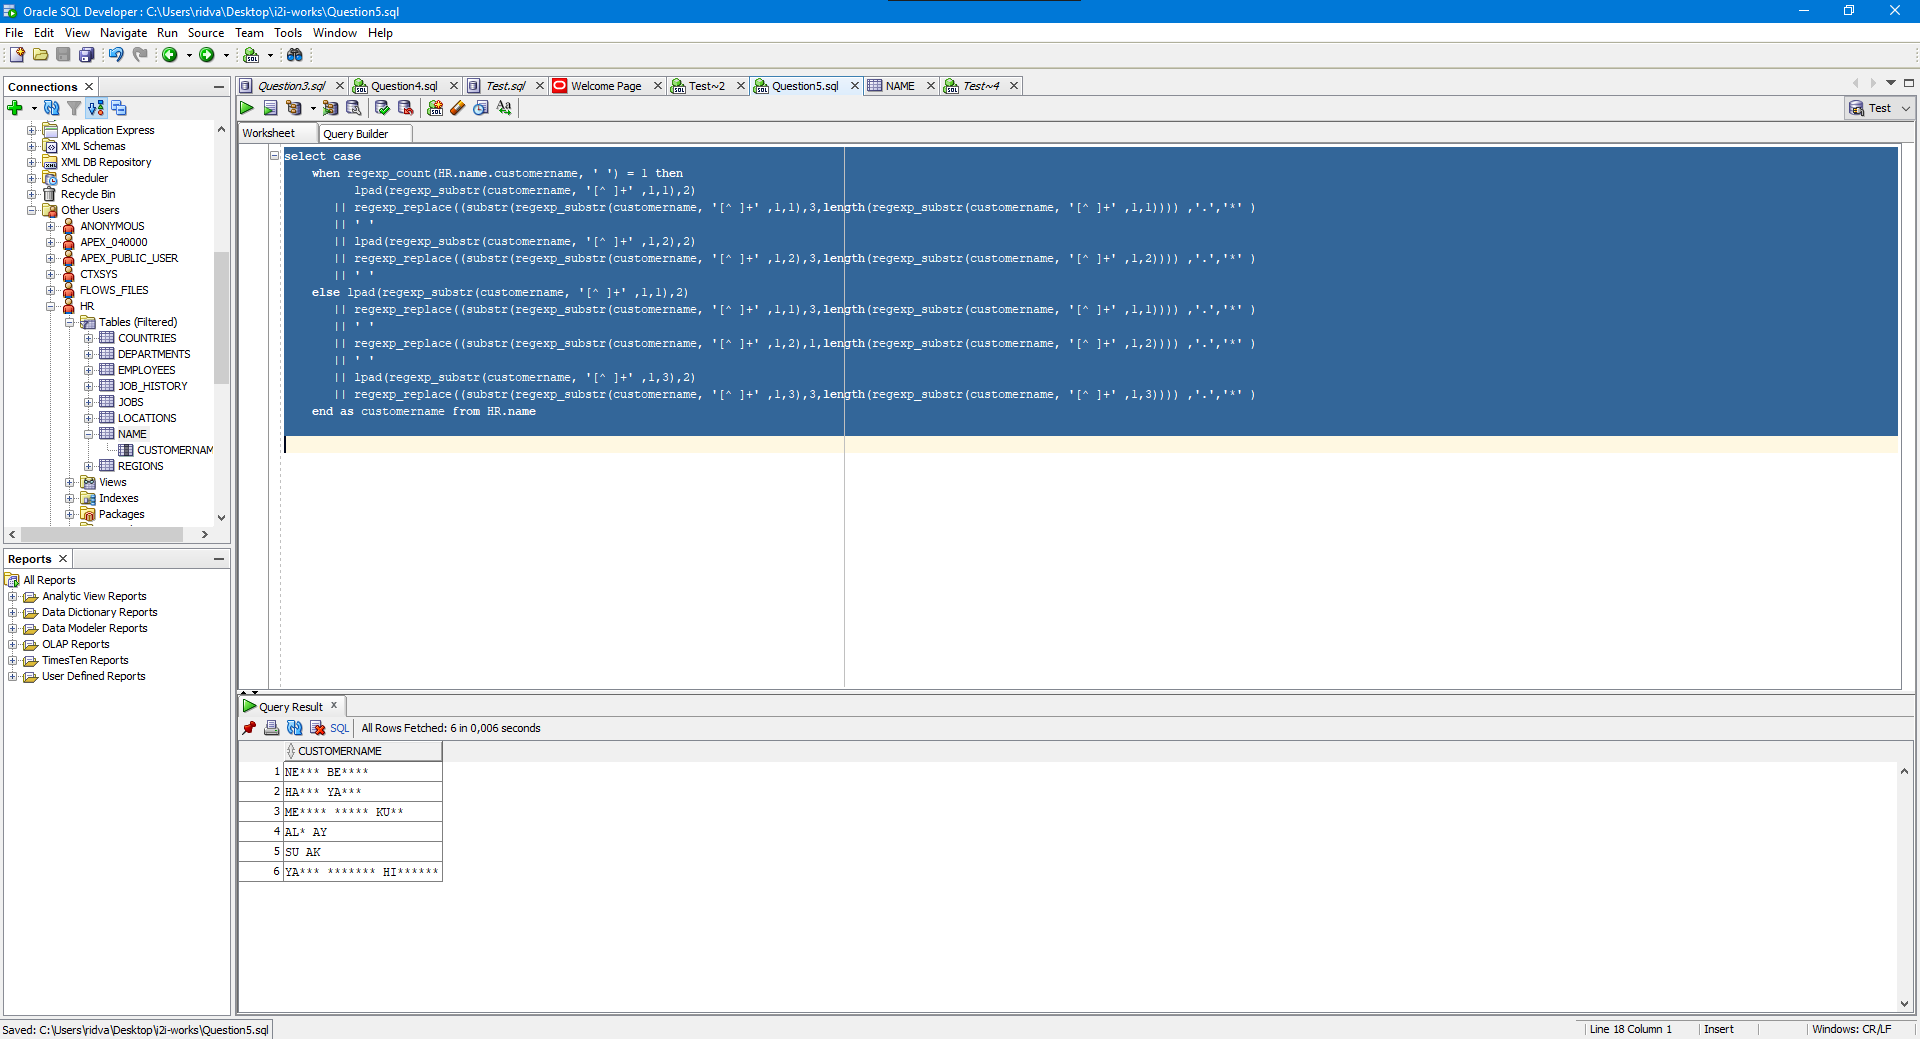 Oracle SQL Developer : C:\Users\ridva\Desktop\i2i-works\Question5.sql
File Edit View Navigate Run Source Team Tools Window Help
Connections
Application Express
XML Schemas
XML DB Repository
Scheduler
Recycle Bin
Other Users
ANONYMOUS
APEX_040000
APEX_PUBLIC_USER
CTXSYS
FLOWS_FILES
HR
Tables (Filtered)
COUNTRIES
DEPARTMENTS
EMPLOYEES
JOB_HISTORY
JOBS
LOCATIONS
NAME
CUSTOMERNAM
REGIONS
Views
Indexes
Packages
Reports
All Reports
Analytic View Reports
Data Dictionary Reports
Data Modeler Reports
OLAP Reports
TimesTen Reports
User Defined Reports
Question3.sql Question4.sql Test.sql Welcome Page Test~2 Question5.sql NAME Test~4
Test
Worksheet Query Builder
select case
when regexp_count(HR.name.customername, ' ') = 1 then
lpad(regexp_substr(customername, '[^ ]+' ,1,1),2)
|| regexp_replace((substr(regexp_substr(customername, '[^ ]+' ,1,1),3,length(regexp_substr(customername, '[^ ]+' ,1,1)))) ,'.','*' )
|| ' '
|| lpad(regexp_substr(customername, '[^ ]+' ,1,2),2)
|| regexp_replace((substr(regexp_substr(customername, '[^ ]+' ,1,2),3,length(regexp_substr(customername, '[^ ]+' ,1,2)))) ,'.','*' )
|| ' '
else lpad(regexp_substr(customername, '[^ ]+' ,1,1),2)
|| regexp_replace((substr(regexp_substr(customername, '[^ ]+' ,1,1),3,length(regexp_substr(customername, '[^ ]+' ,1,1)))) ,'.','*' )
|| ' '
|| regexp_replace((substr(regexp_substr(customername, '[^ ]+' ,1,2),1,length(regexp_substr(customername, '[^ ]+' ,1,2)))) ,'.','*' )
|| ' '
|| lpad(regexp_substr(customername, '[^ ]+' ,1,3),2)
|| regexp_replace((substr(regexp_substr(customername, '[^ ]+' ,1,3),3,length(regexp_substr(customername, '[^ ]+' ,1,3)))) ,'.','*' )
end as customername from HR.name
Query Result
SQL All Rows Fetched: 6 in 0,006 seconds
CUSTOMERNAME
1 NE*** BE****
2 HA*** YA***
3 ME**** ***** KU**
4 AL* AY
5 SU AK
6 YA*** ******* HI******
Saved: C:\Users\ridva\Desktop\i2i-works\Question5.sql
Line 18 Column 1 Insert Windows: CR/LF